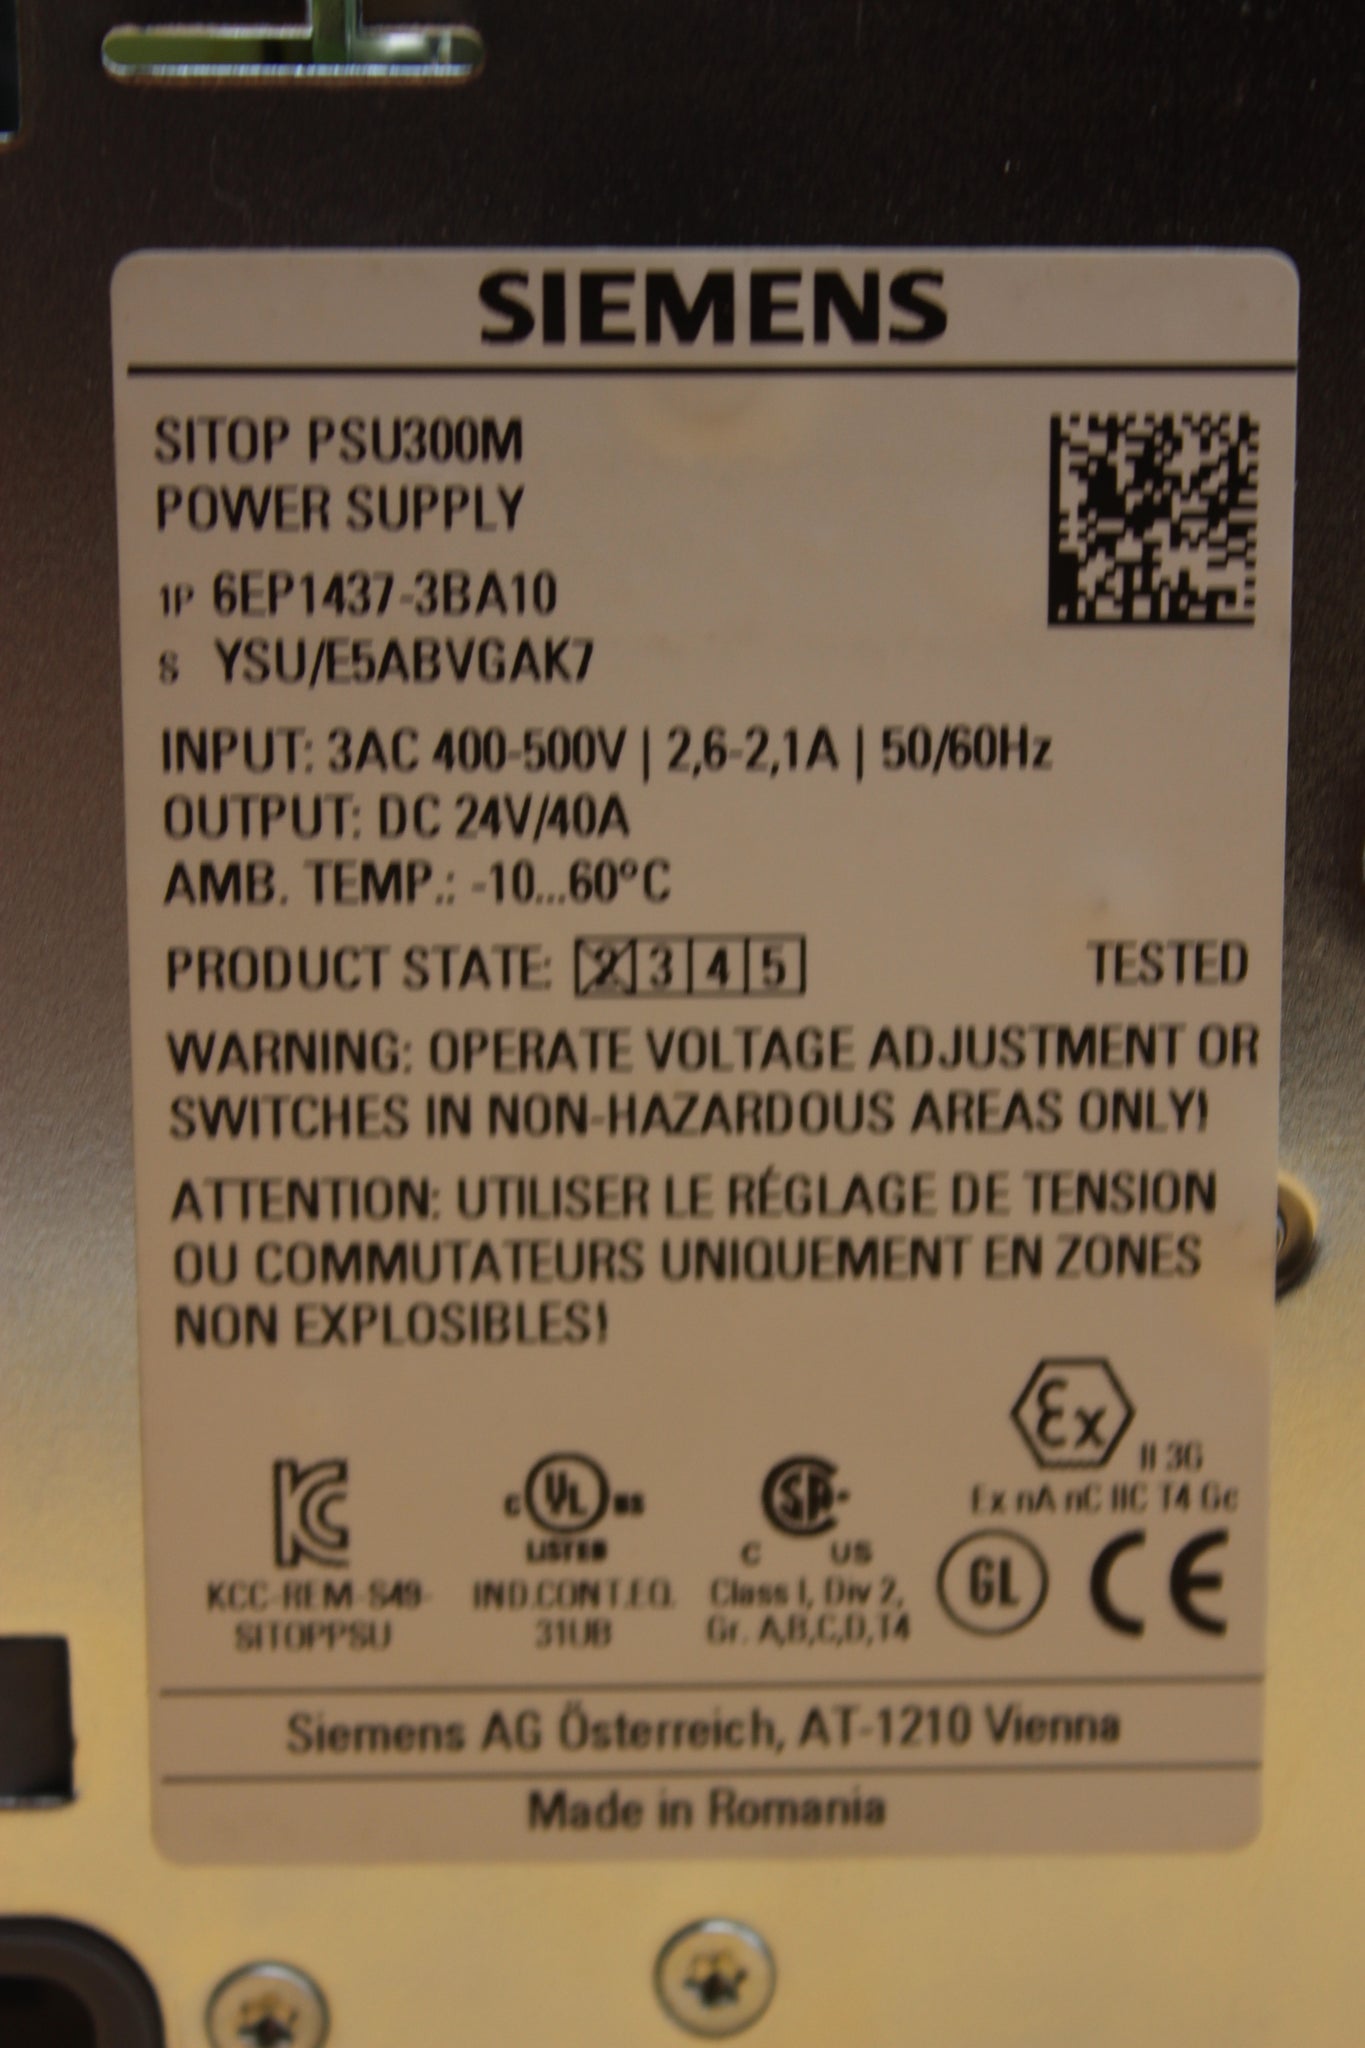 SIEMENS
SITOP PSU300M
POWER SUPPLY
1P 6EP1437-3BA10
S YSU/E5ABVGAK7
INPUT: 3AC 400-500V | 2,6-2,1A | 50/60Hz
OUTPUT: DC 24V/40A
AMB. TEMP.: -10...60°C
PRODUCT STATE: 2 3 4 5 TESTED
WARNING: OPERATE VOLTAGE ADJUSTMENT OR
SWITCHES IN NON-HAZARDOUS AREAS ONLY!
ATTENTION: UTILISER LE RÉGLAGE DE TENSION
OU COMMUTATEURS UNIQUEMENT EN ZONES
NON EXPLOSIBLES!
Ex II 3G
Ex nA nC IIC T4 Gc
KC
KCC-REM-S49-
SITOPPSU
C UL US
LISTED
IND.CONT.EQ.
31UB
SA
C US
Class I, Div 2,
Gr. A,B,C,D,T4
GL CE
Siemens AG Österreich, AT-1210 Vienna
Made in Romania